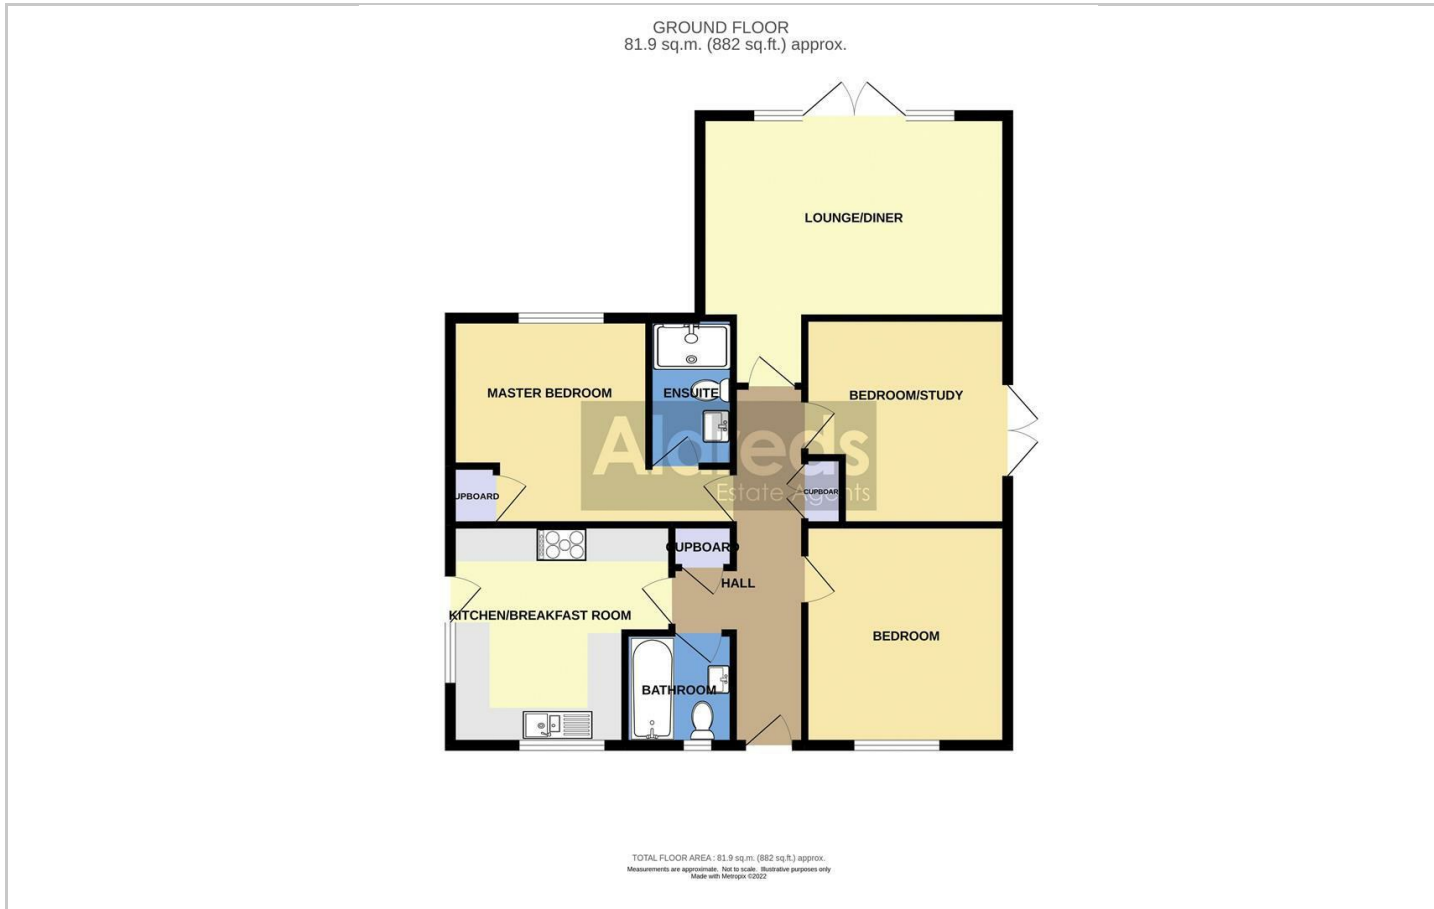 GROUND FLOOR
81.9 sq.m. (882 sq.ft.) approx.
LOUNGE/DINER
MASTER BEDROOM
ENSUITE
BEDROOM/STUDY
Aldreds
Estate Agents
UPBOARD
CUPBOAR
CUPBOARD
HALL
KITCHEN/BREAKFAST ROOM
BEDROOM
BATHROOM
TOTAL FLOOR AREA : 81.9 sq.m. (882 sq.ft.) approx.
Measurements are approximate. Not to scale. Illustrative purposes only
Made with Metropix ©2022